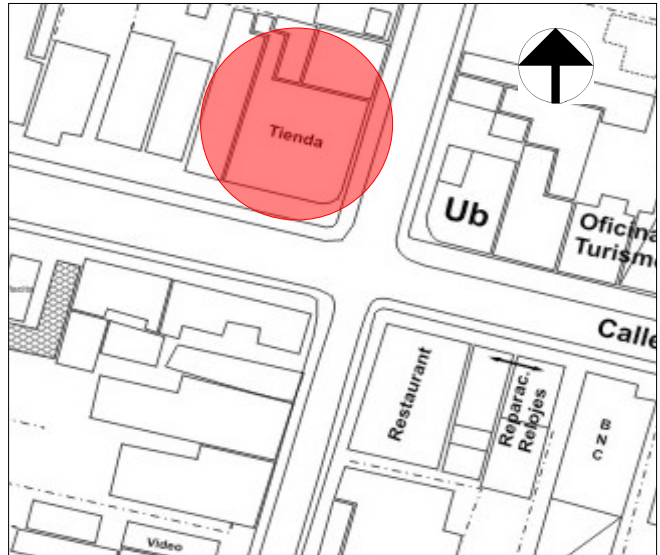 Tienda
Ub
Oficina
Turismo
Calle
Restaurant
Reparac.
Relojes
B
N
C
Video